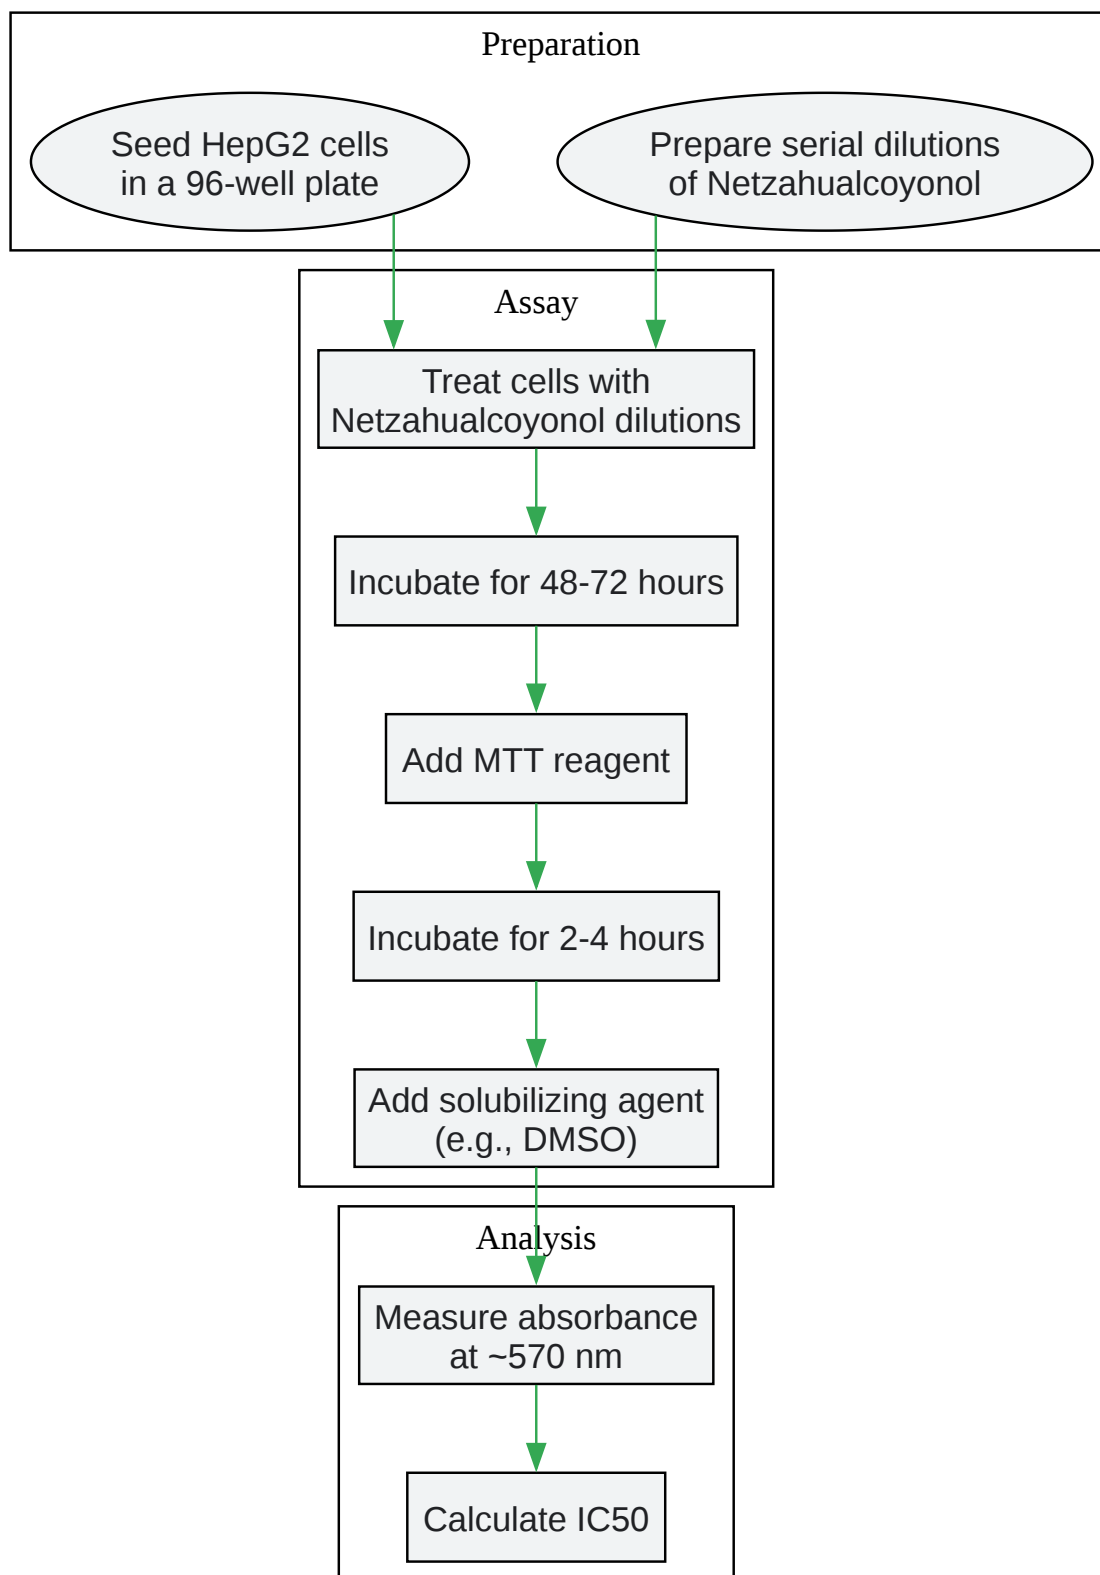 Preparation
Seed HepG2 cells
in a 96-well plate
Prepare serial dilutions
of Netzahualcoyonol
Assay
Treat cells with
Netzahualcoyonol dilutions
Incubate for 48-72 hours
Add MTT reagent
Incubate for 2-4 hours
Add solubilizing agent
(e.g., DMSO)
Analysis
Measure absorbance
at ~570 nm
Calculate IC50